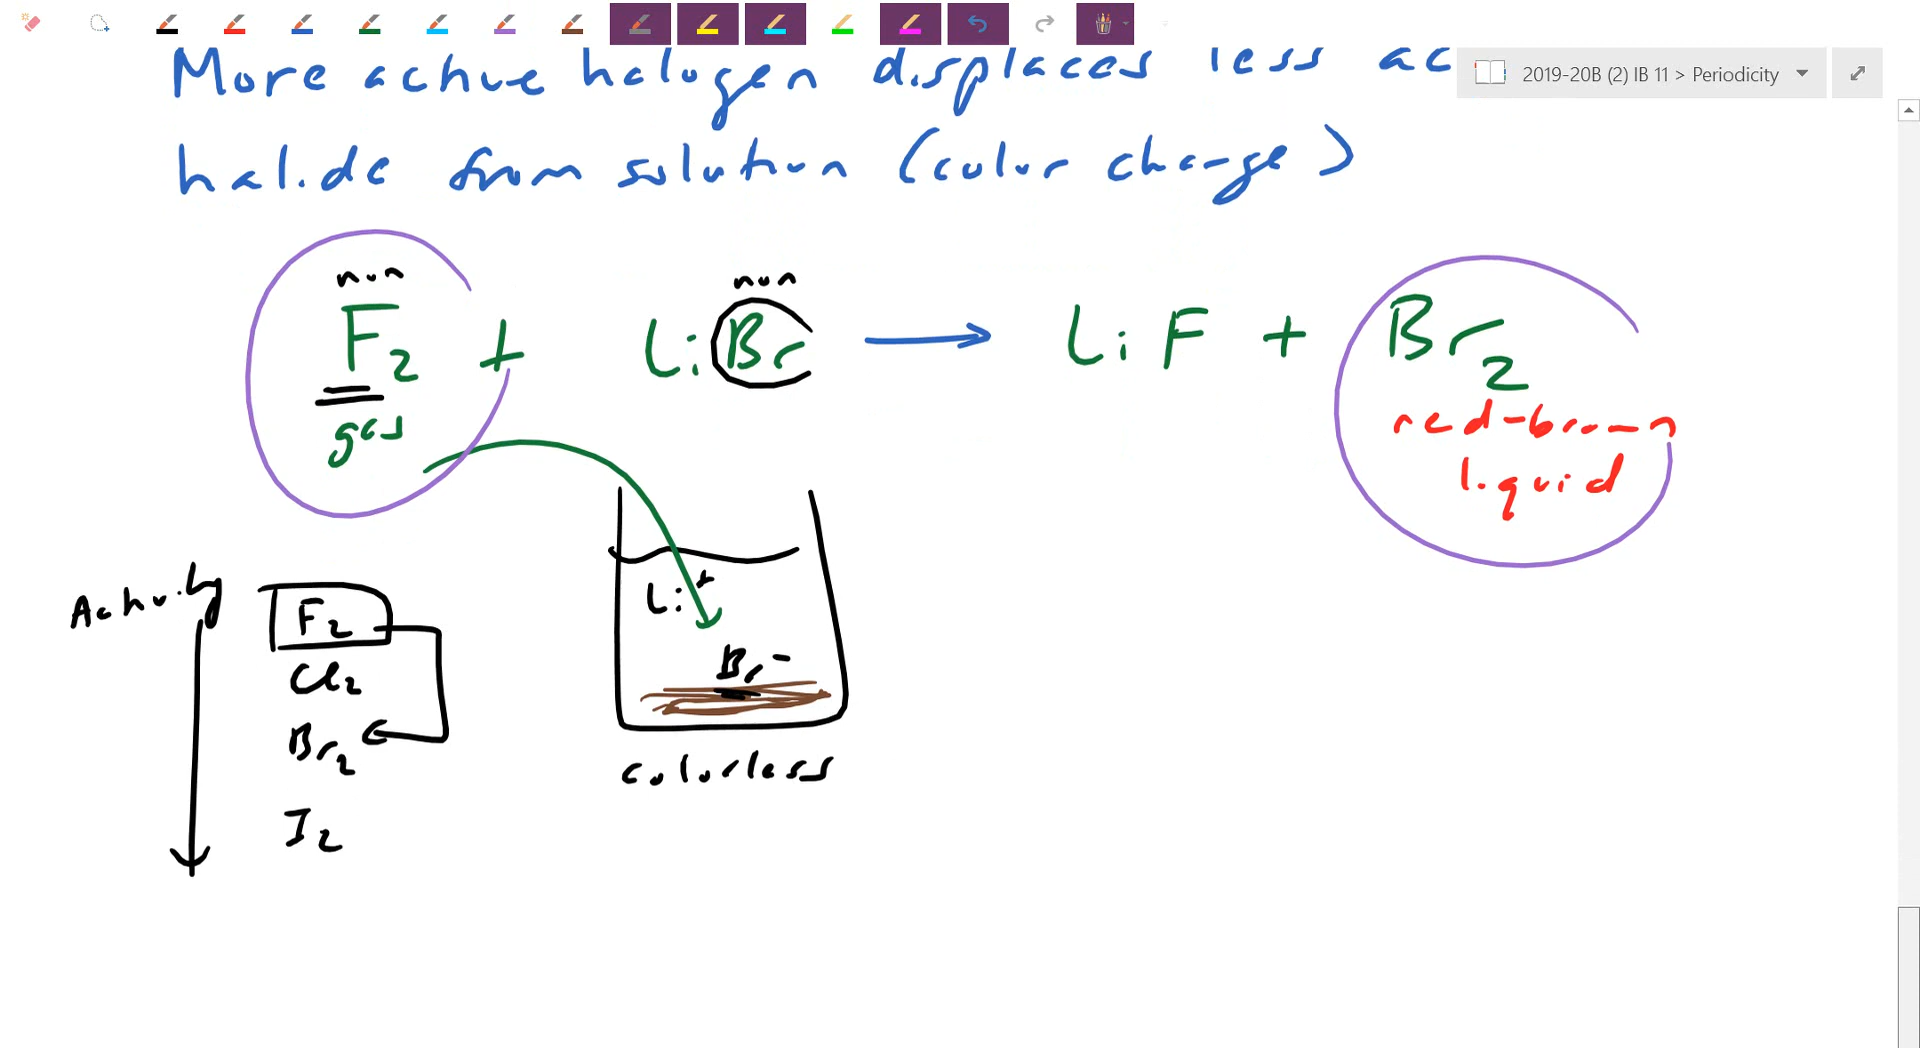 2019-20B (2) IB 11 > Periodicity
More active halogen displaces less ac
halide from solution (color change)
non non
F2 + LiBr → LiF + Br2
gas
red-brown
liquid
Activity
F2
Cl2
Br2
I2
Li+
Br-
colorless